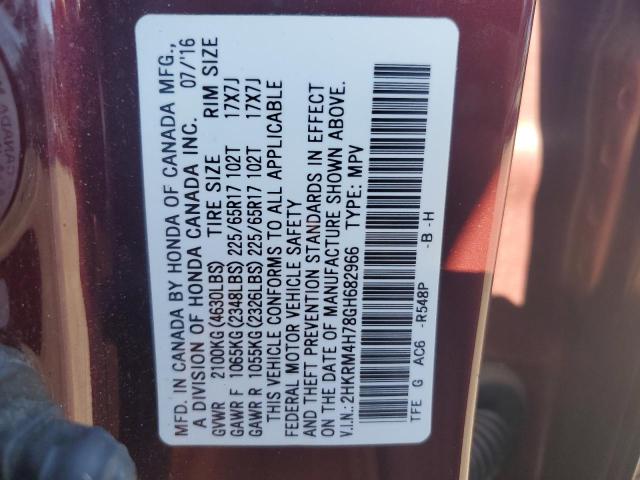 MFD. IN CANADA BY HONDA OF CANADA MFG.,
A DIVISION OF HONDA CANADA INC. 07/'16
GVWR 2100KG(4630LBS) TIRE SIZE RIM SIZE
GAWR F 1065KG(2348LBS) 225/65R17 102T 17X7J
GAWR R 1055KG(2326LBS) 225/65R17 102T 17X7J
THIS VEHICLE CONFORMS TO ALL APPLICABLE
FEDERAL MOTOR VEHICLE SAFETY
AND THEFT PREVENTION STANDARDS IN EFFECT
ON THE DATE OF MANUFACTURE SHOWN ABOVE.
V.I.N.: 2HKRM4H78GH682966 TYPE: MPV
TFE G AC6 -R548P -B -H